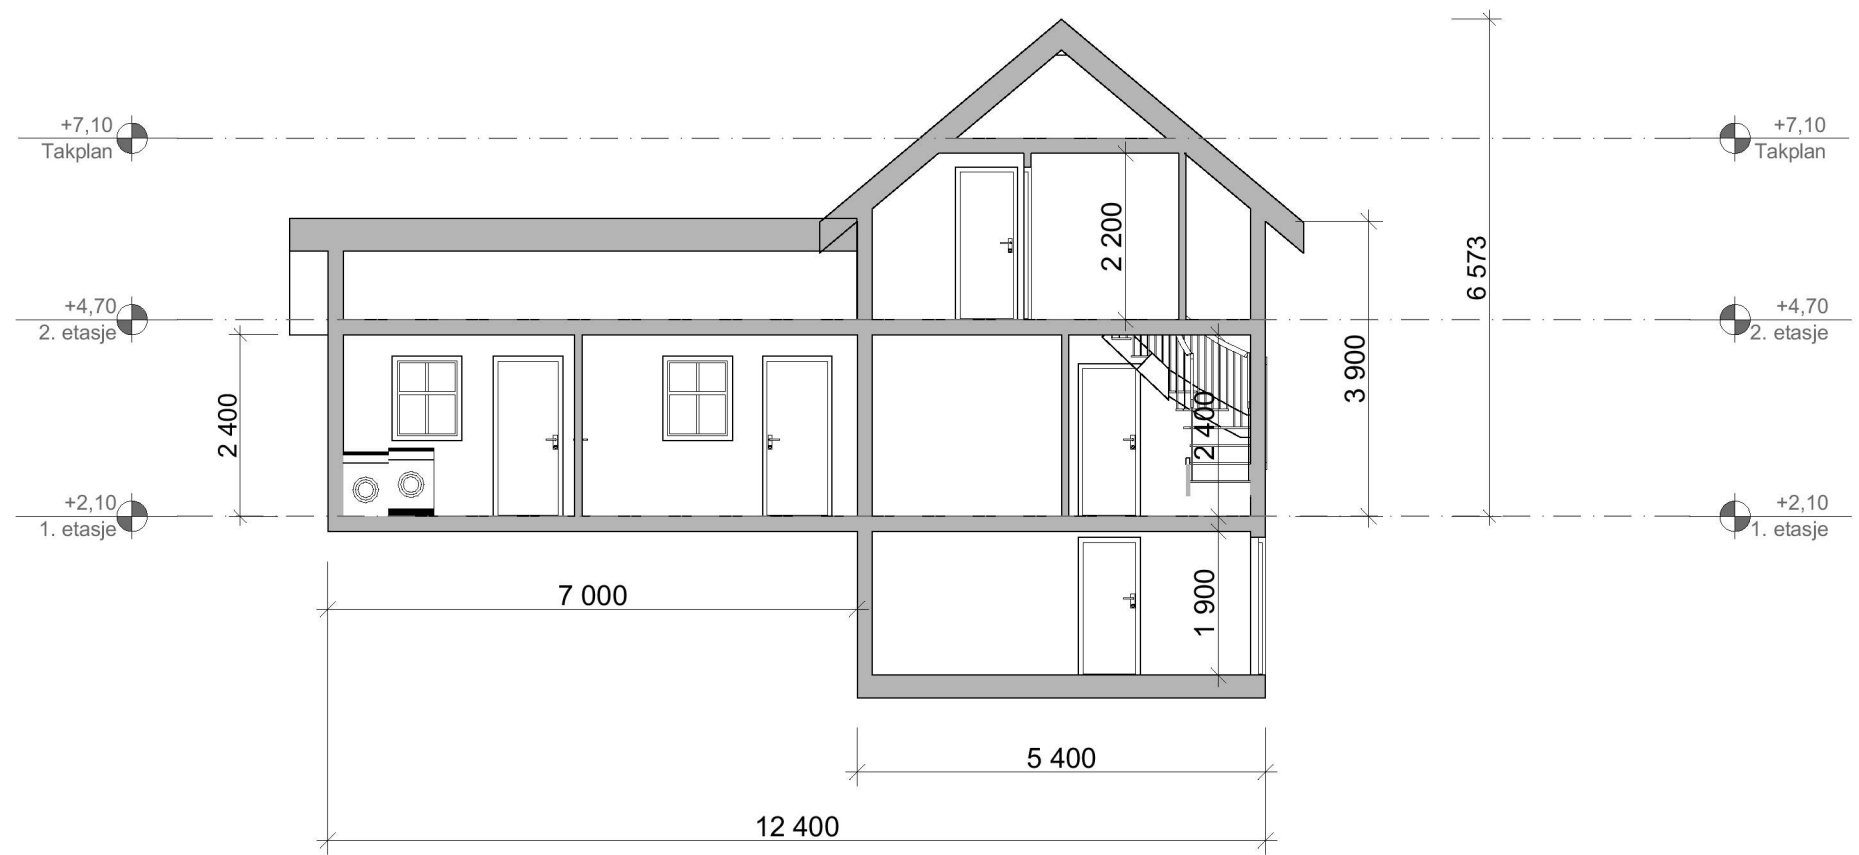 +7,10
Takplan
+7,10
Takplan
2 200
6 573
+4,70
2. etasje
+4,70
2. etasje
3 900
2 400
2 400
+2,10
1. etasje
+2,10
1. etasje
7 000
1 900
5 400
12 400